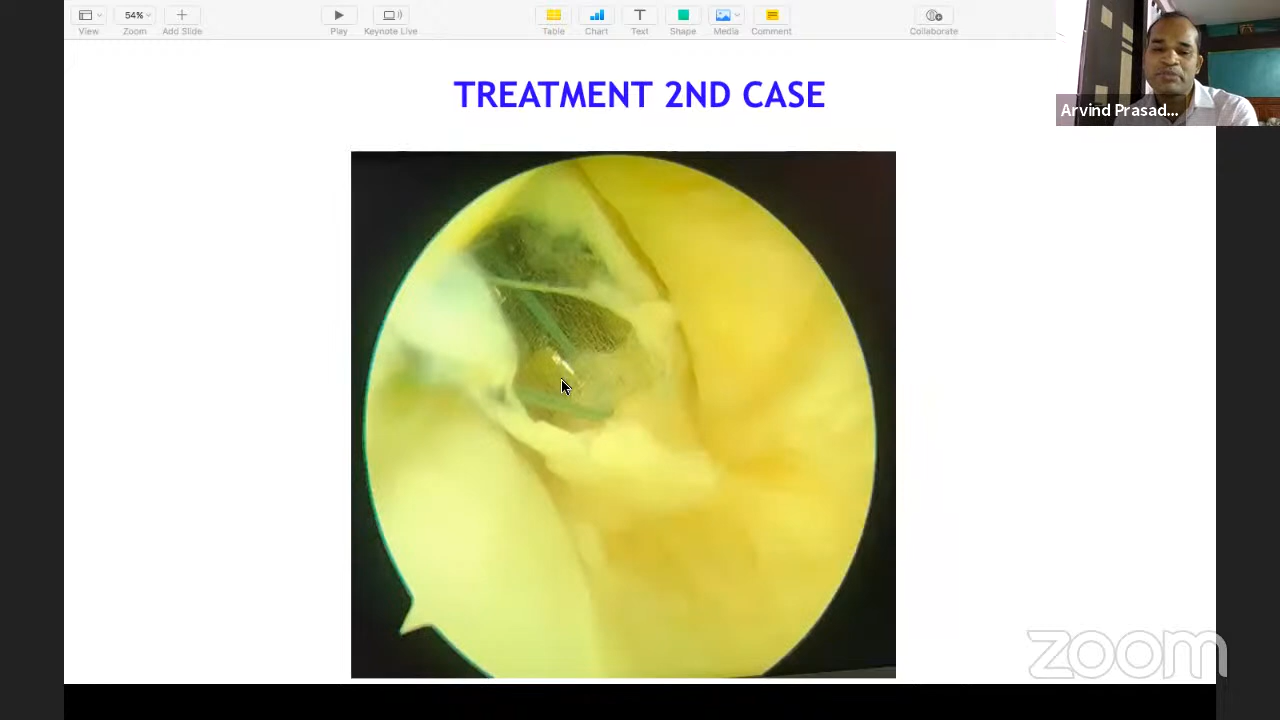 54%
View
Zoom
Add Slide
Play
Keynote Live
Table
Chart
Text
Shape
Media
Comment
Collaborate
TREATMENT 2ND CASE
Arvind Prasad...
zoom